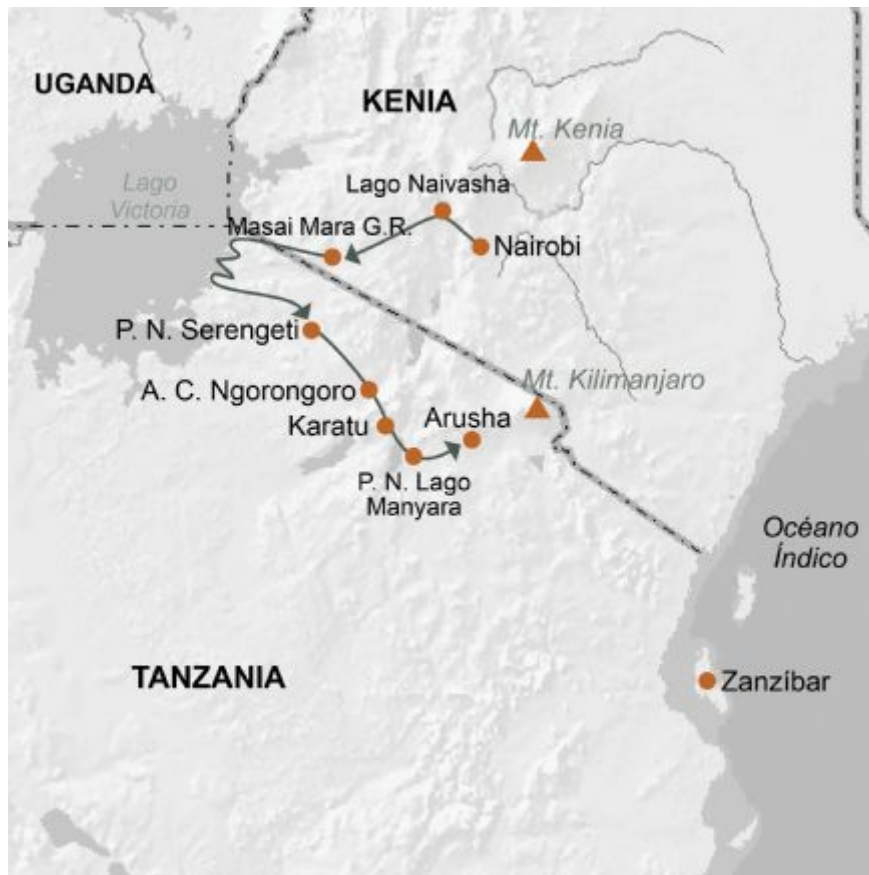 UGANDA
KENIA
Mt. Kenia
Lago
Victoria
Lago Naivasha
Masai Mara G.R.
Nairobi
P. N. Serengeti
Mt. Kilimanjaro
A. C. Ngorongoro
Arusha
Karatu
P. N. Lago
Manyara
Océano
Índico
TANZANIA
Zanzíbar